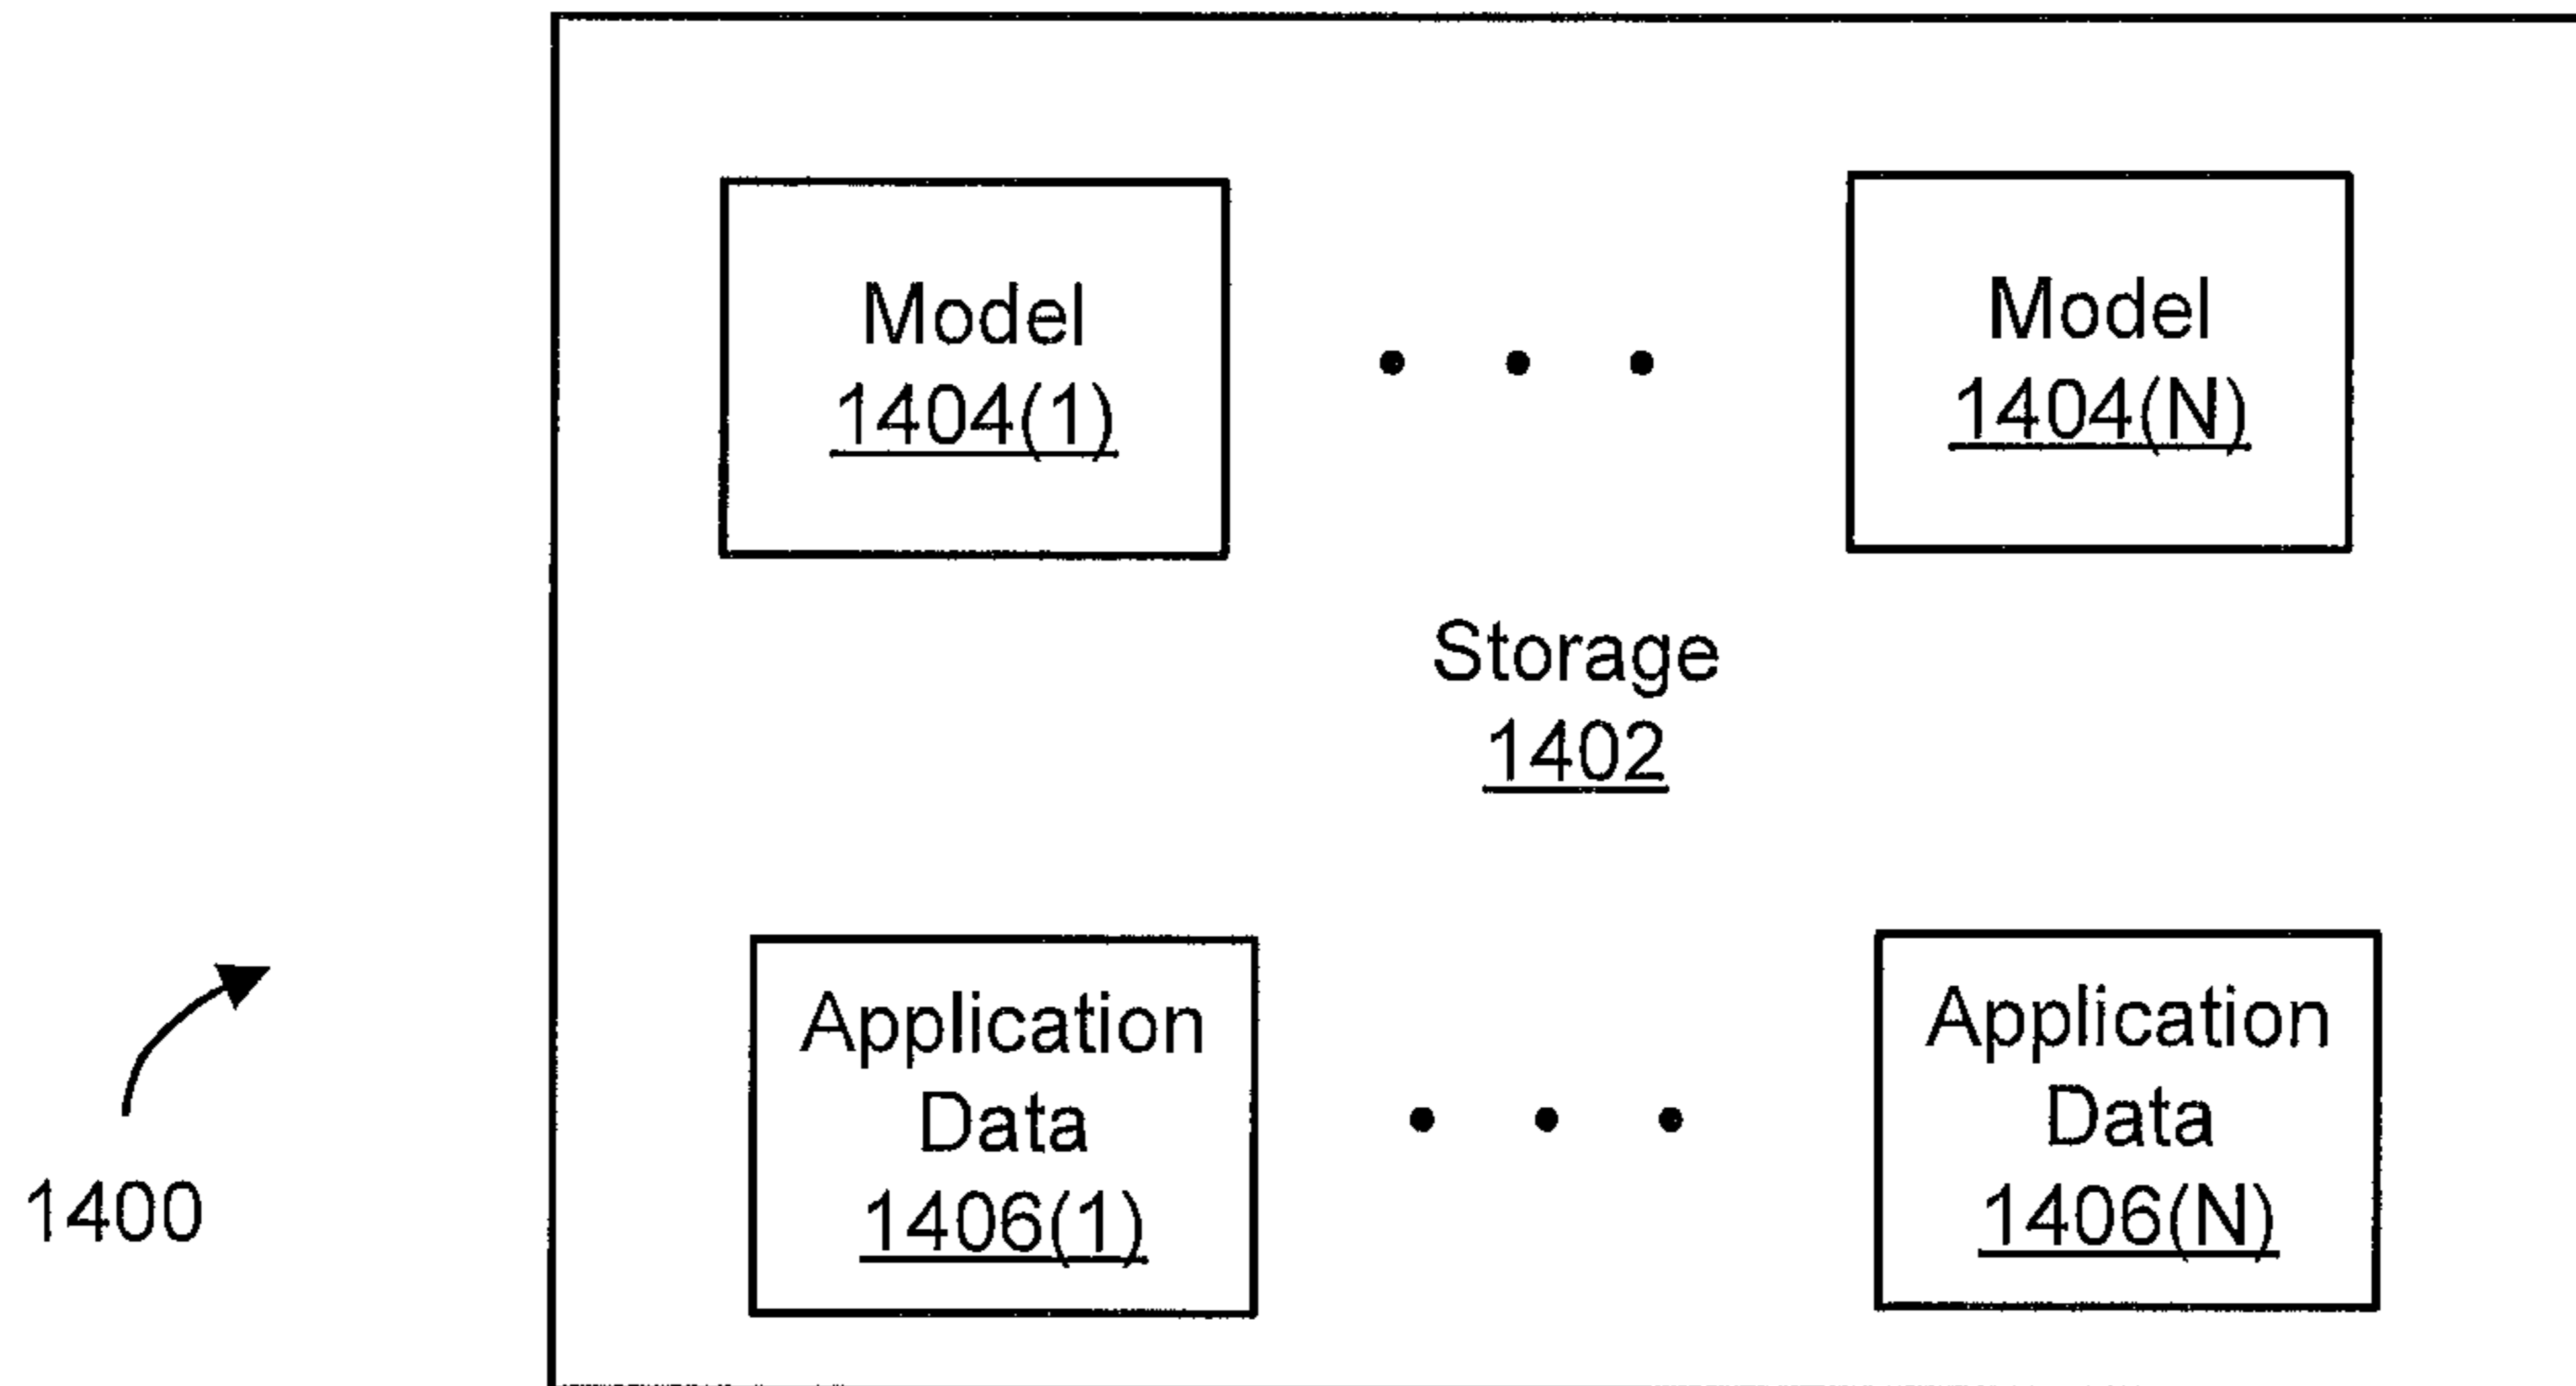 Model
1404(1)
Model
1404(N)
Storage
1402
Application
Data
1406(1)
Application
Data
1406(N)
1400